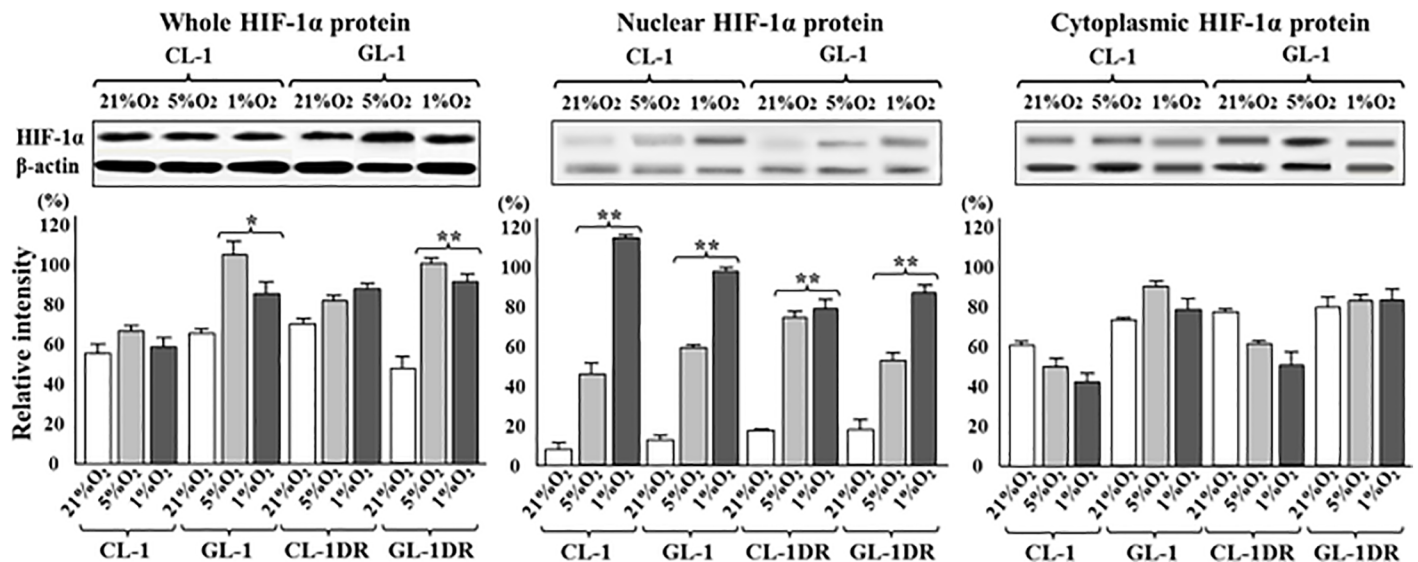 Whole HIF-1α protein
CL-1 GL-1
21%O₂ 5%O₂ 1%O₂ 21%O₂ 5%O₂ 1%O₂
HIF-1α
β-actin
(%)
Relative intensity
120
100
80
60
40
20
0
*
**
21%O₂ 5%O₂ 1%O₂ 21%O₂ 5%O₂ 1%O₂ 21%O₂ 5%O₂ 1%O₂ 21%O₂ 5%O₂ 1%O₂
CL-1 GL-1 CL-1DR GL-1DR
Nuclear HIF-1α protein
CL-1 GL-1
21%O₂ 5%O₂ 1%O₂ 21%O₂ 5%O₂ 1%O₂
(%)
120
100
80
60
40
20
0
** ** ** **
21%O₂ 5%O₂ 1%O₂ 21%O₂ 5%O₂ 1%O₂ 21%O₂ 5%O₂ 1%O₂ 21%O₂ 5%O₂ 1%O₂
CL-1 GL-1 CL-1DR GL-1DR
Cytoplasmic HIF-1α protein
CL-1 GL-1
21%O₂ 5%O₂ 1%O₂ 21%O₂ 5%O₂ 1%O₂
(%)
120
100
80
60
40
20
0
21%O₂ 5%O₂ 1%O₂ 21%O₂ 5%O₂ 1%O₂ 21%O₂ 5%O₂ 1%O₂ 21%O₂ 5%O₂ 1%O₂
CL-1 GL-1 CL-1DR GL-1DR